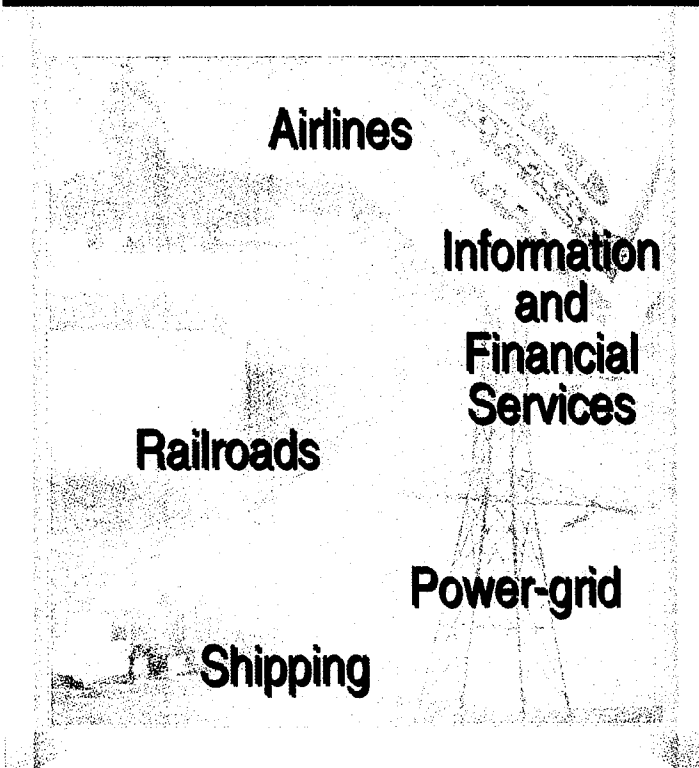 Airlines
Information
and
Financial
Services
Railroads
Power-grid
Shipping